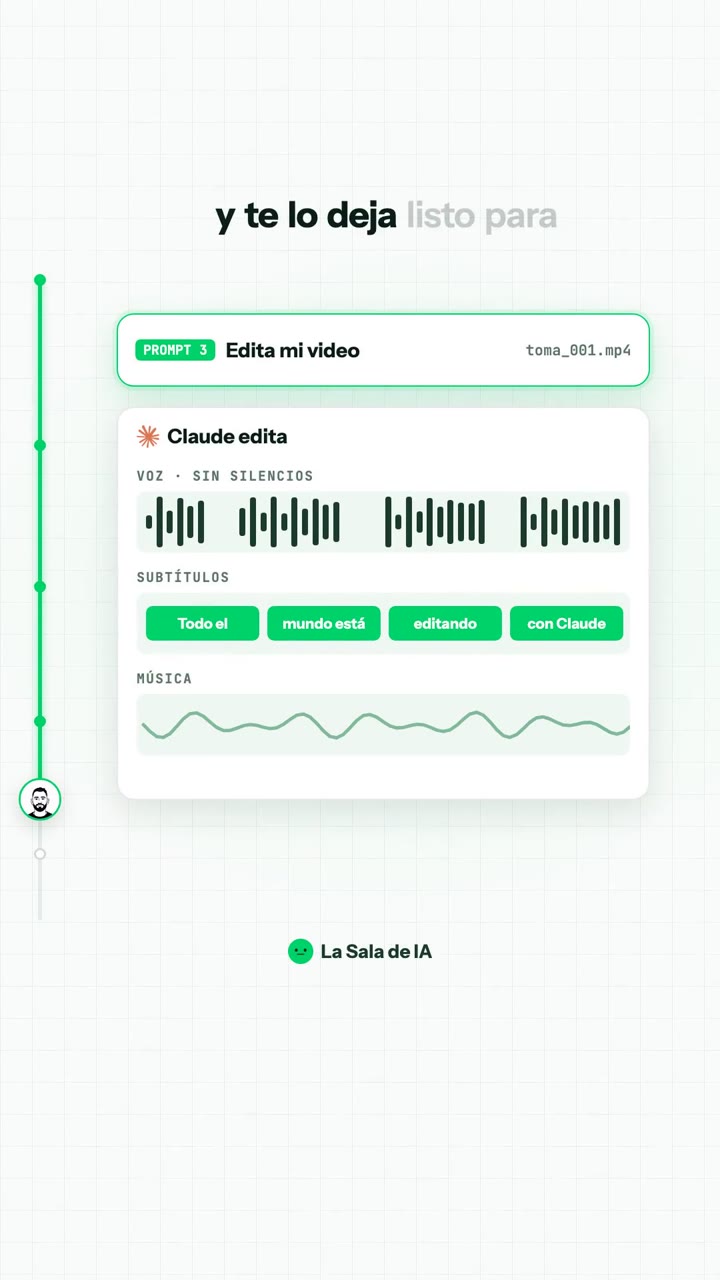 y te lo deja listo para
PROMPT 3 Edita mi video toma_001.mp4
Claude edita
VOZ · SIN SILENCIOS
SUBTÍTULOS
Todo el mundo está editando con Claude
MÚSICA
La Sala de IA